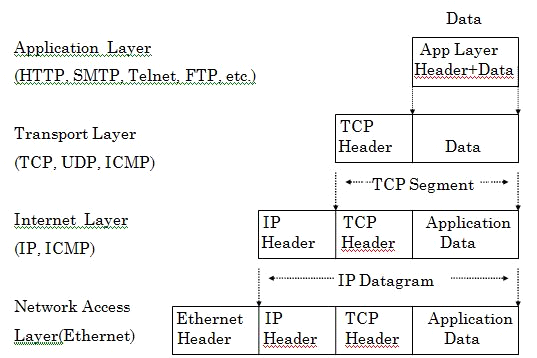 Data
Application Layer
(HTTP, SMTP, Telnet, FTP, etc.)
App Layer
Header+Data
Transport Layer
(TCP, UDP, ICMP)
TCP
Header
Data
TCP Segment
Internet Layer
(IP, ICMP)
IP
Header
TCP
Header
Application
Data
IP Datagram
Network Access
Layer(Ethernet)
Ethernet
Header
IP
Header
TCP
Header
Application
Data